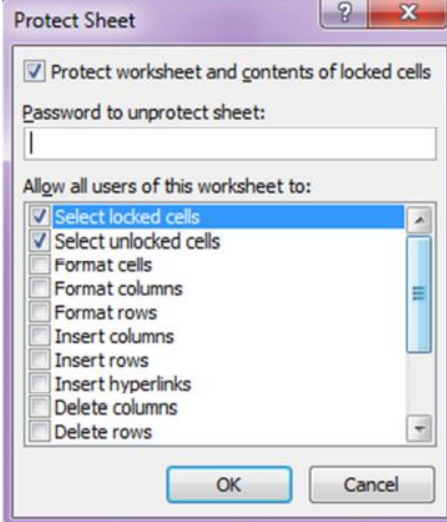 Protect Sheet
Protect worksheet and contents of locked cells
Password to unprotect sheet:
Allow all users of this worksheet to:
Select locked cells
Select unlocked cells
Format cells
Format columns
Format rows
Insert columns
Insert rows
Insert hyperlinks
Delete columns
Delete rows
OK Cancel